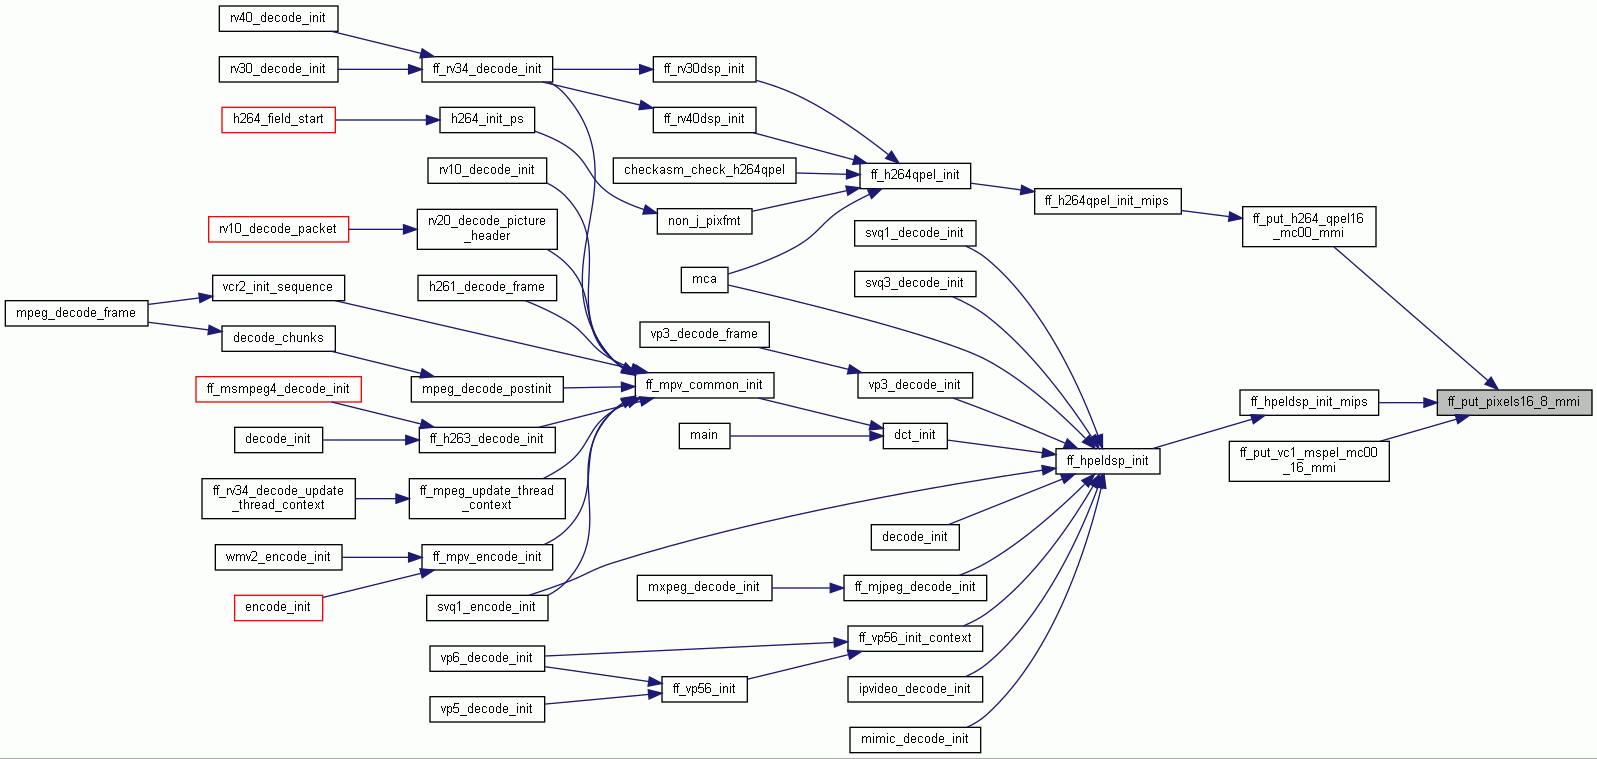 rv40_decode_init
rv30_decode_init
ff_rv34_decode_init
ff_rv30dsp_init
h264_field_start
h264_init_ps
ff_rv40dsp_init
rv10_decode_init
checkasm_check_h264qpel
ff_h264qpel_init
ff_h264qpel_init_mips
rv10_decode_packet
rv20_decode_picture
_header
non_j_pixfmt
svq1_decode_init
ff_put_h264_qpel16
_mc00_mmi
mpeg_decode_frame
vcr2_init_sequence
h261_decode_frame
mca
svq3_decode_init
decode_chunks
vp3_decode_frame
ff_msmpeg4_decode_init
mpeg_decode_postinit
ff_mpv_common_init
vp3_decode_init
ff_hpeldsp_init_mips
ff_put_pixels16_8_mmi
decode_init
ff_h263_decode_init
main
dct_init
ff_hpeldsp_init
ff_put_vc1_mspel_mc00
_16_mmi
ff_rv34_decode_update
_thread_context
ff_mpeg_update_thread
_context
decode_init
wmv2_encode_init
ff_mpv_encode_init
mxpeg_decode_init
ff_mjpeg_decode_init
encode_init
svq1_encode_init
ff_vp56_init_context
vp6_decode_init
ff_vp56_init
ipvideo_decode_init
vp5_decode_init
mimic_decode_init